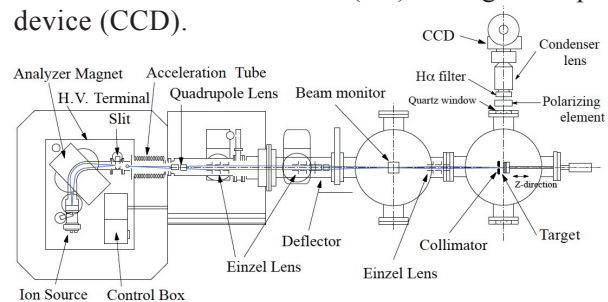 device (CCD).
CCD
Condenser
lens
Analyzer Magnet
Acceleration Tube
Hα filter
H.V. Terminal
Quadrupole Lens
Beam monitor
Slit
Quartz window
Polarizing
element
Z-direction
Deflector
Collimator
Target
Einzel Lens
Einzel Lens
Ion Source
Control Box